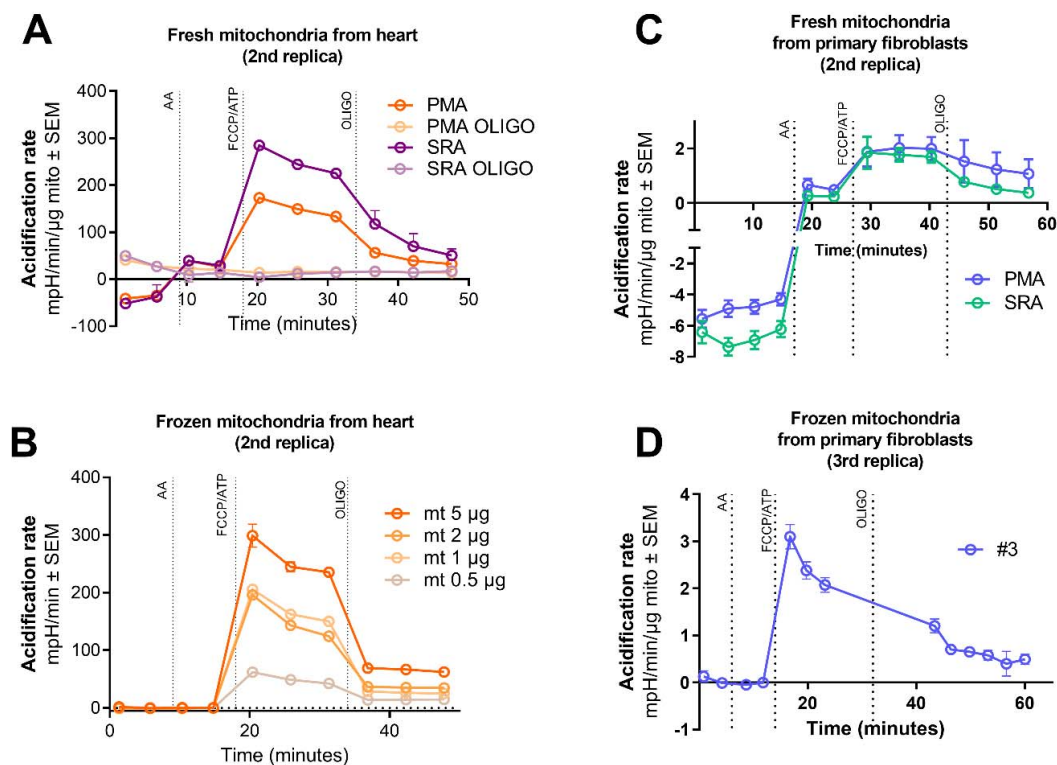 A
Fresh mitochondria from heart
(2nd replica)
Acidification rate
mpH/min/µg mito ± SEM
400
300
200
100
0
-100
10
20
30
40
50
Time (minutes)
AA
FCCP/ATP
OLIGO
PMA
PMA OLIGO
SRA
SRA OLIGO
B
Frozen mitochondria from heart
(2nd replica)
Acidification rate
mpH/min ± SEM
400
300
200
100
0
0
20
40
Time (minutes)
AA
FCCP/ATP
OLIGO
mt 5 µg
mt 2 µg
mt 1 µg
mt 0.5 µg
C
Fresh mitochondria
from primary fibroblasts
(2nd replica)
Acidification rate
mpH/min/µg mito ± SEM
2
0
-2
-4
-6
-8
10
20
30
40
50
60
Time (minutes)
AA
FCCP/ATP
OLIGO
PMA
SRA
D
Frozen mitochondria
from primary fibroblasts
(3rd replica)
Acidification rate
mpH/min/µg mito ± SEM
4
3
2
1
0
-1
20
40
60
Time (minutes)
AA
FCCP/ATP
OLIGO
#3